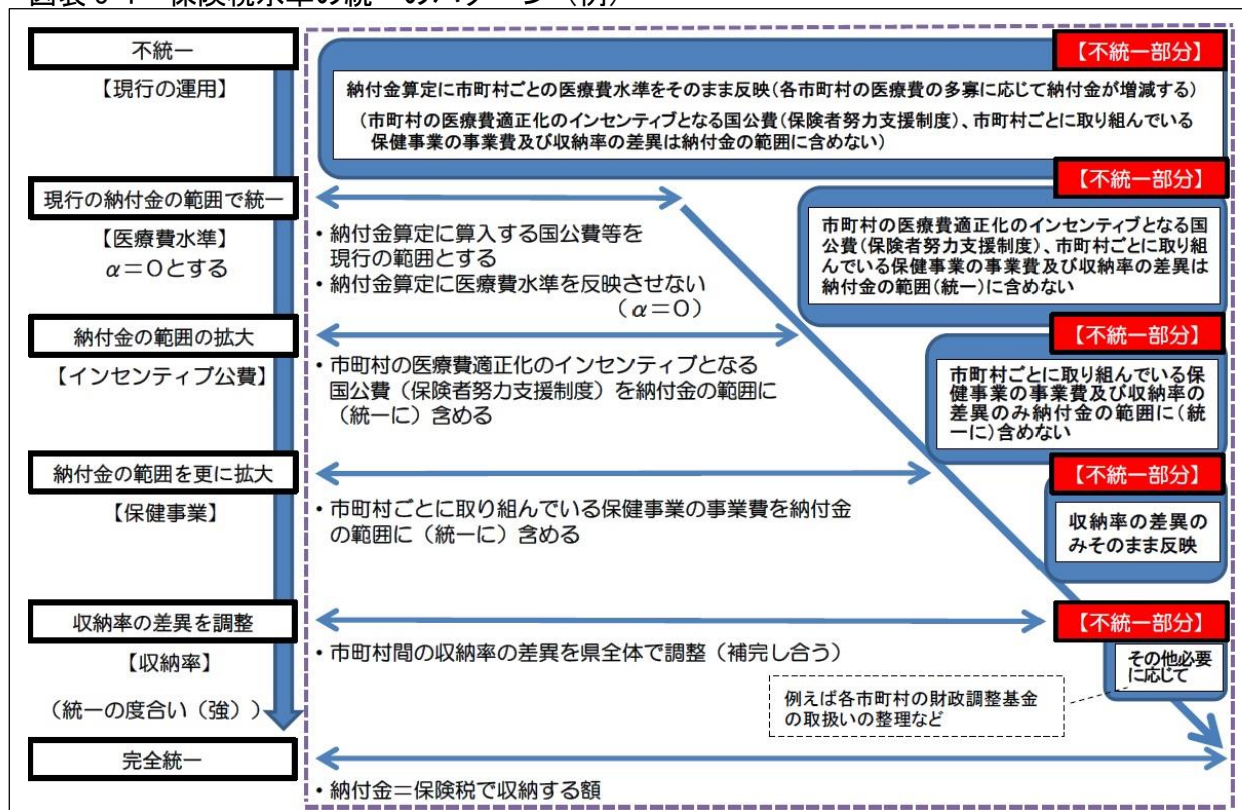 不統一
【現行の運用】
【不統一部分】
納付金算定に市町村ごとの医療費水準をそのまま反映(各市町村の医療費の多寡に応じて納付金が増減する)
(市町村の医療費適正化のインセンティブとなる国公費(保険者努力支援制度)、市町村ごとに取り組んでいる
保健事業の事業費及び収納率の差異は納付金の範囲に含めない)
現行の納付金の範囲で統一
【医療費水準】
α=0とする
・納付金算定に算入する国公費等を
現行の範囲とする
・納付金算定に医療費水準を反映させない
(α=0)
【不統一部分】
市町村の医療費適正化のインセンティブとなる国
公費(保険者努力支援制度)、市町村ごとに取り組
んでいる保健事業の事業費及び収納率の差異は
納付金の範囲(統一)に含めない
納付金の範囲の拡大
【インセンティブ公費】
・市町村の医療費適正化のインセンティブとなる
国公費(保険者努力支援制度)を納付金の範囲に
(統一に)含める
【不統一部分】
市町村ごとに取り組んでいる保
健事業の事業費及び収納率の
差異のみ納付金の範囲に(統
一に)含めない
納付金の範囲を更に拡大
【保健事業】
・市町村ごとに取り組んでいる保健事業の事業費を納付金
の範囲に(統一に)含める
【不統一部分】
収納率の差異の
みそのまま反映
収納率の差異を調整
【収納率】
(統一の度合い(強))
・市町村間の収納率の差異を県全体で調整(補完し合う)
【不統一部分】
その他必要
に応じて
例えば各市町村の財政調整基金
の取扱いの整理など
完全統一
・納付金=保険税で収納する額